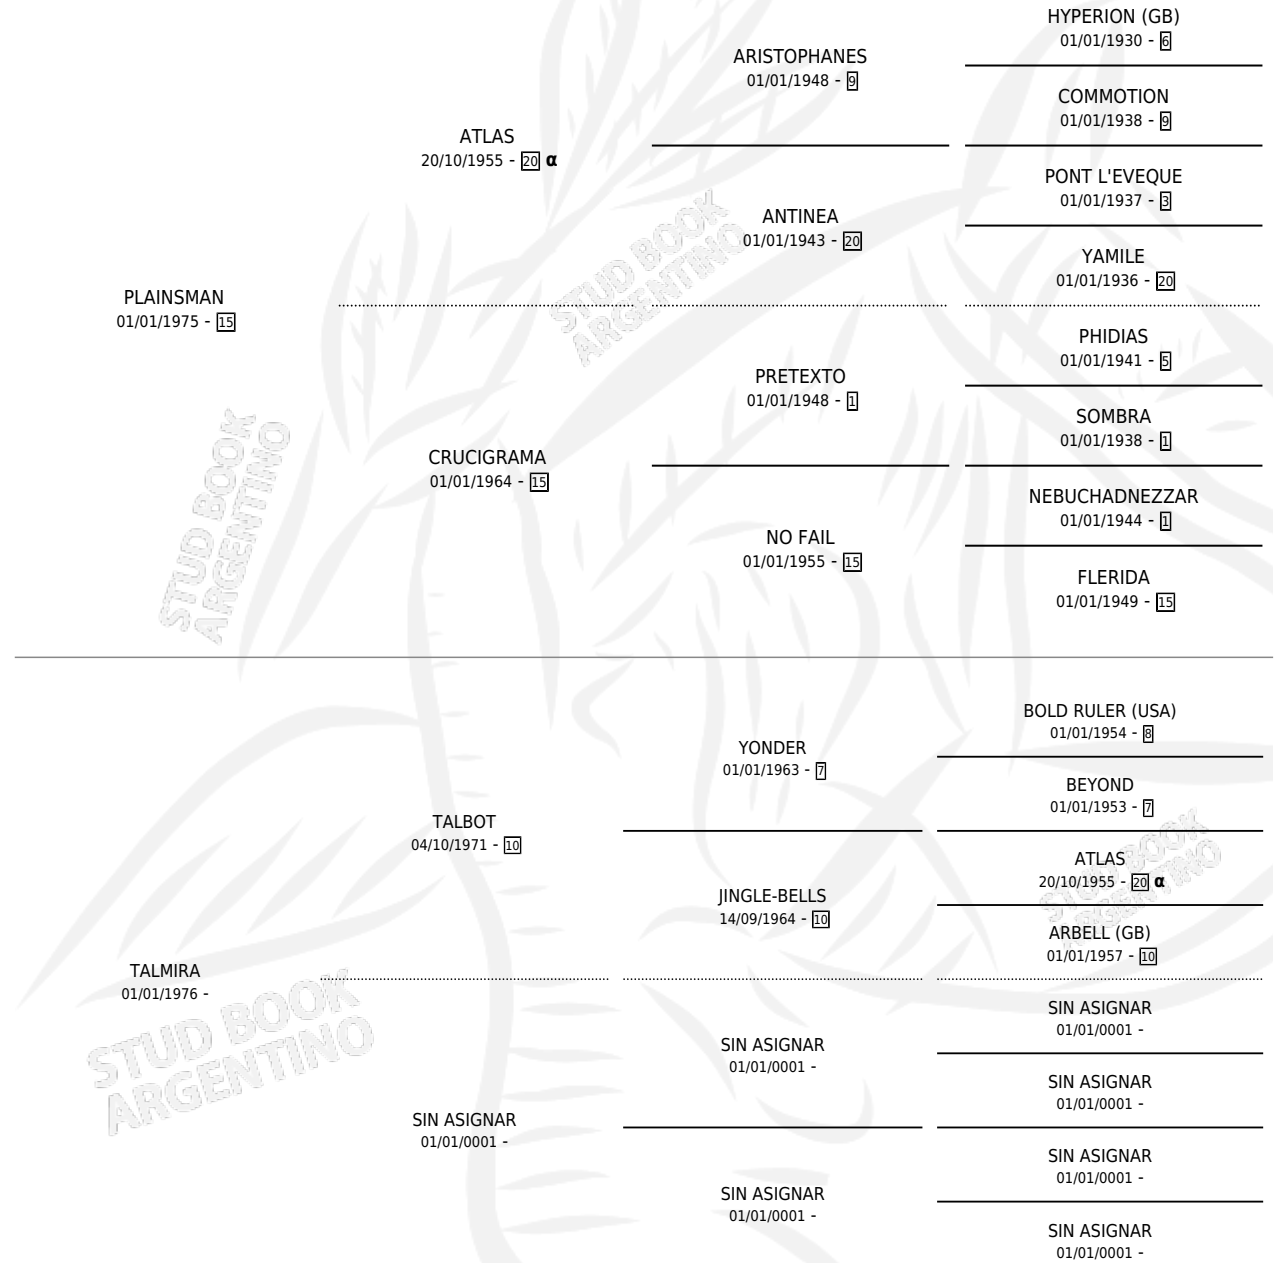 HYPERION (GB)
01/01/1930 - 6
ARISTOPHANES
01/01/1948 - 9
COMMOTION
01/01/1938 - 9
ATLAS
20/10/1955 - 20 α
PONT L'EVEQUE
01/01/1937 - 3
ANTINEA
01/01/1943 - 20
YAMILE
01/01/1936 - 20
STUD BOOK
ARGENTINO
PLAINSMAN
01/01/1975 - 15
PHIDIAS
01/01/1941 - 5
PRETEXTO
01/01/1948 - 1
SOMBRA
01/01/1938 - 1
CRUCIGRAMA
01/01/1964 - 15
STUD BOOK
ARGENTINO
NEBUCHADNEZZAR
01/01/1944 - 1
NO FAIL
01/01/1955 - 15
FLERIDA
01/01/1949 - 15
BOLD RULER (USA)
01/01/1954 - 8
YONDER
01/01/1963 - 7
BEYOND
01/01/1953 - 7
TALBOT
04/10/1971 - 10
ATLAS
20/10/1955 - 20 α
STUD BOOK
ARGENTINO
JINGLE-BELLS
14/09/1964 - 10
ARBELL (GB)
01/01/1957 - 10
TALMIRA
01/01/1976 -
STUD BOOK
ARGENTINO
SIN ASIGNAR
01/01/0001 -
SIN ASIGNAR
01/01/0001 -
SIN ASIGNAR
01/01/0001 -
SIN ASIGNAR
01/01/0001 -
SIN ASIGNAR
01/01/0001 -
SIN ASIGNAR
01/01/0001 -
SIN ASIGNAR
01/01/0001 -